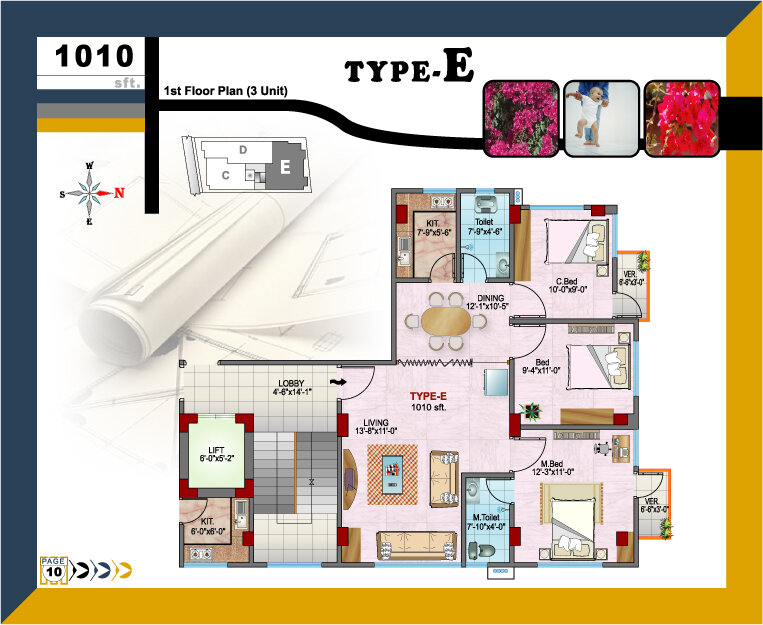 1010
sft.
TYPE-E
1st Floor Plan (3 Unit)
D
C
E
W
S
N
E
KIT.
7'-9"x5'-6"
Toilet
7'-9"x4'-6"
C.Bed
10'-0"x9'-0"
VER.
6'-6"x3'-0"
DINING
12'-1"x10'-5"
Bed
9'-4"x11'-0"
LOBBY
4'-6"x14'-1"
TYPE-E
1010 sft.
LIVING
13'-8"x11'-0"
LIFT
6'-0"x5'-2"
M.Bed
12'-3"x11'-0"
VER.
6'-6"x3'-0"
KIT.
6'-0"x6'-0"
M.Toilet
7'-10"x4'-0"
PAGE
10